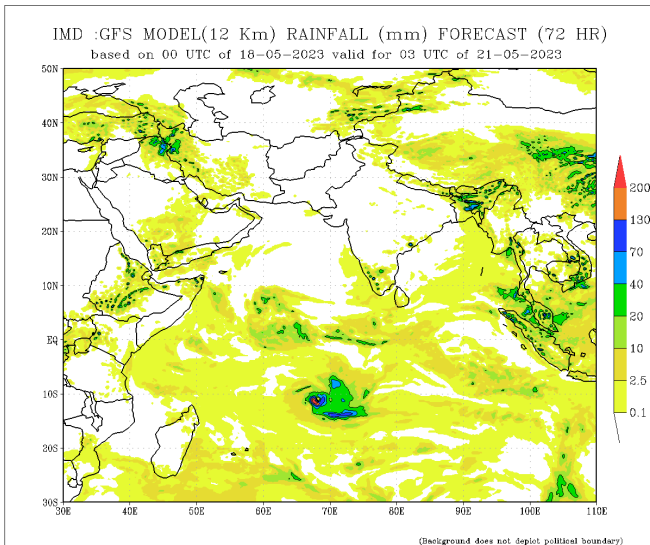 IMD :GFS MODEL(12 Km) RAINFALL (mm) FORECAST (72 HR)
based on 00 UTC of 18-05-2023 valid for 03 UTC of 21-05-2023
50N
40N
30N
20N
10N
EQ
10S
20S
30S
30E 40E 50E 60E 70E 80E 90E 100E 110E
200
130
70
40
20
10
2.5
0.1
(Background does not depict political boundary)